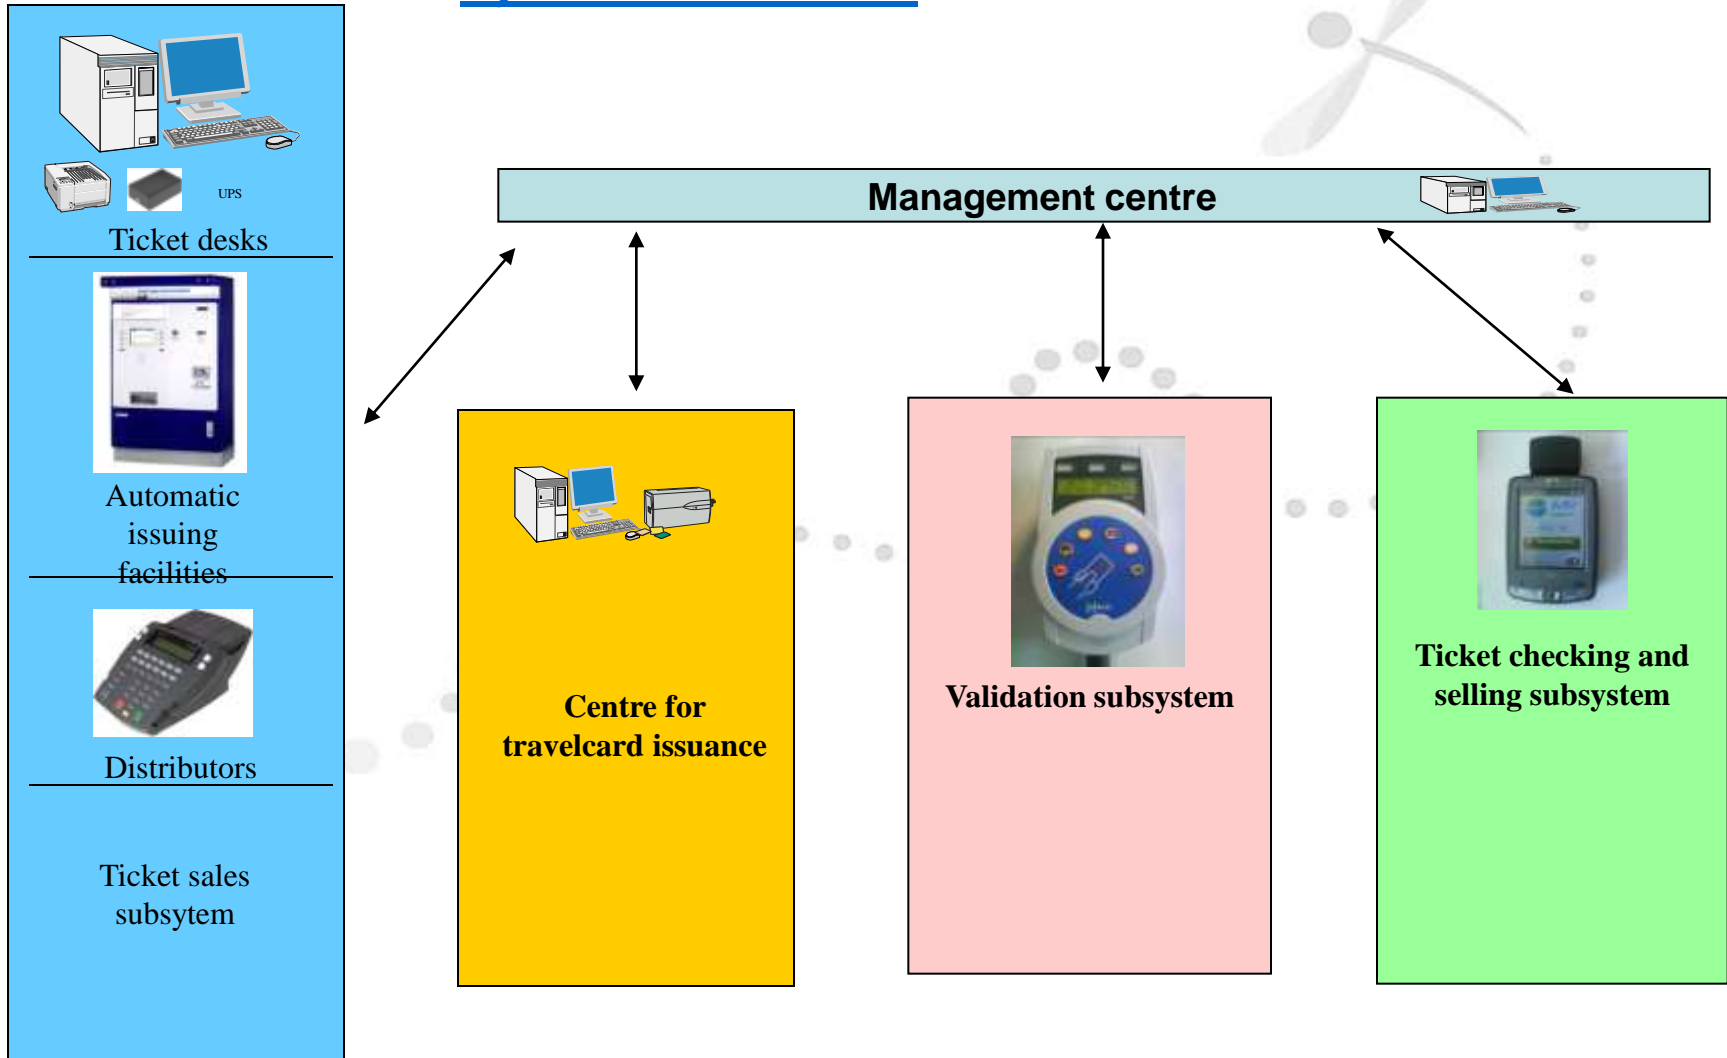 UPS
Ticket desks
Automatic
issuing
facilities
Distributors
Ticket sales
subsytem
Management centre
Centre for
travelcard issuance
Validation subsystem
Ticket checking and
selling subsystem